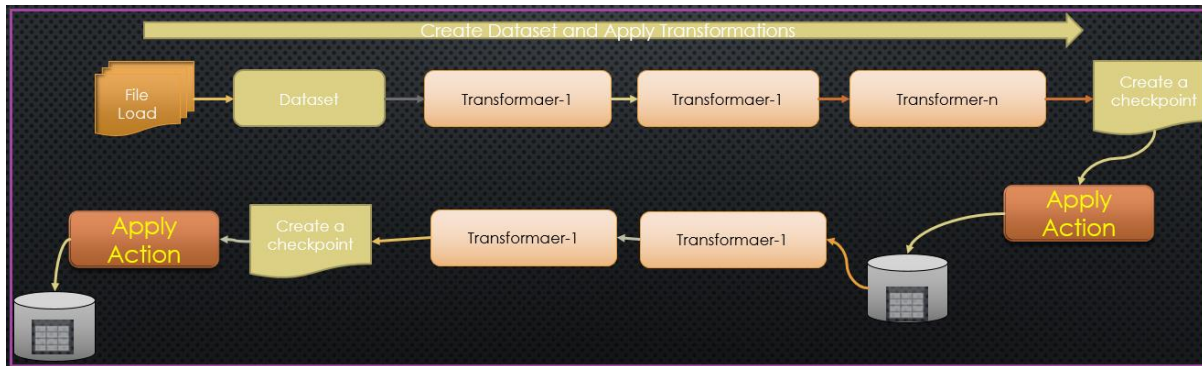 Create Dataset and Apply Transformations
File
Load
Dataset
Transformaer-1
Transformaer-1
Transformer-n
Create a
checkpoint
Apply
Action
Apply
Action
Create a
checkpoint
Transformaer-1
Transformaer-1